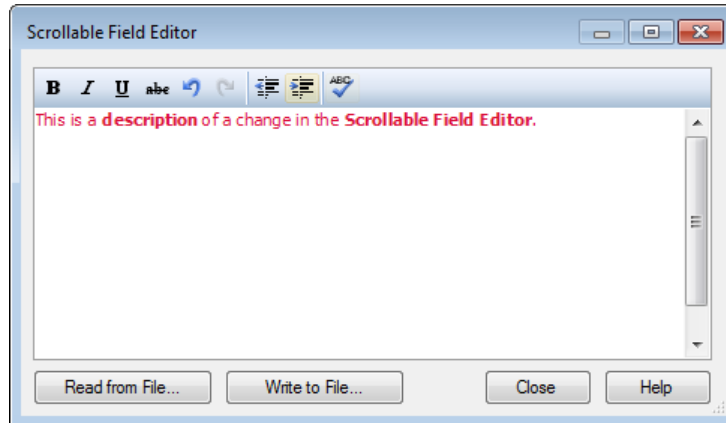 Scrollable Field Editor
B I U abc ABC
This is a description of a change in the Scrollable Field Editor.
Read from File... Write to File... Close Help